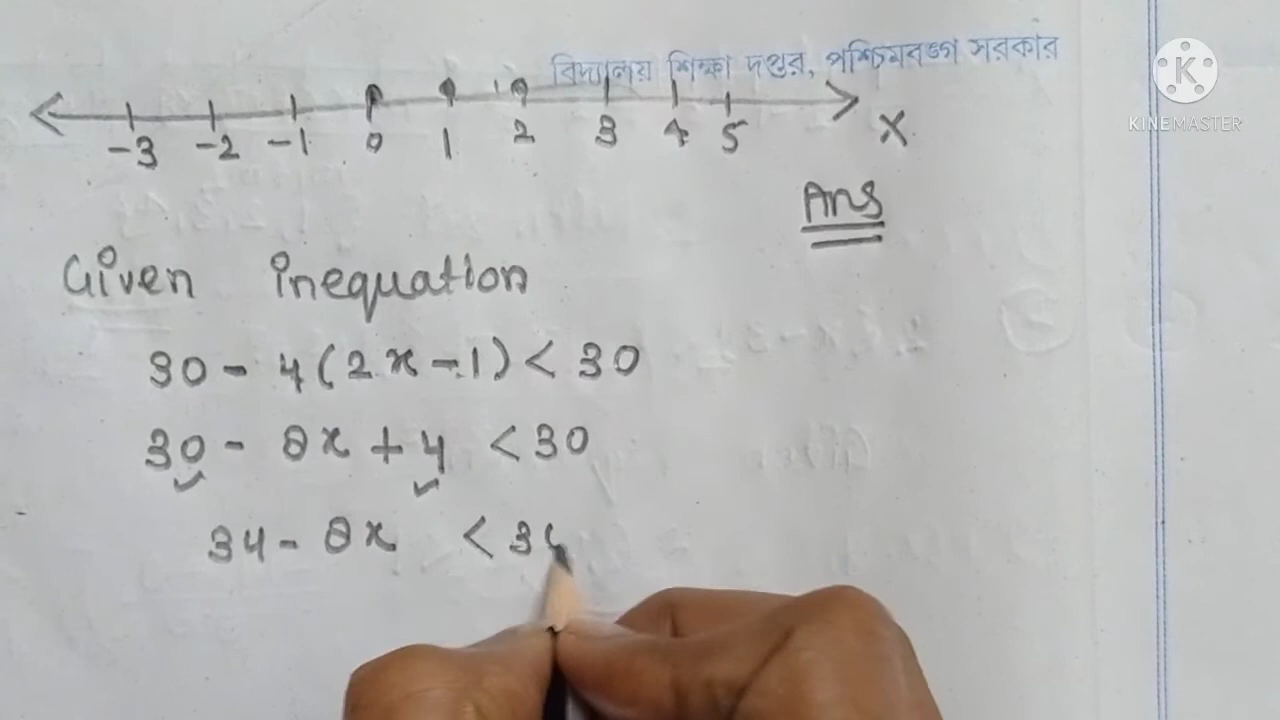 বিদ্যালয় শিক্ষা দপ্তর, পশ্চিমবঙ্গ সরকার
K
KINEMASTER
-3 -2 -1 0 1 2 3 4 5 X
Ans
Given inequation
30 - 4(2x - 1) < 30
30 - 8x + 4 < 30
34 - 8x < 30